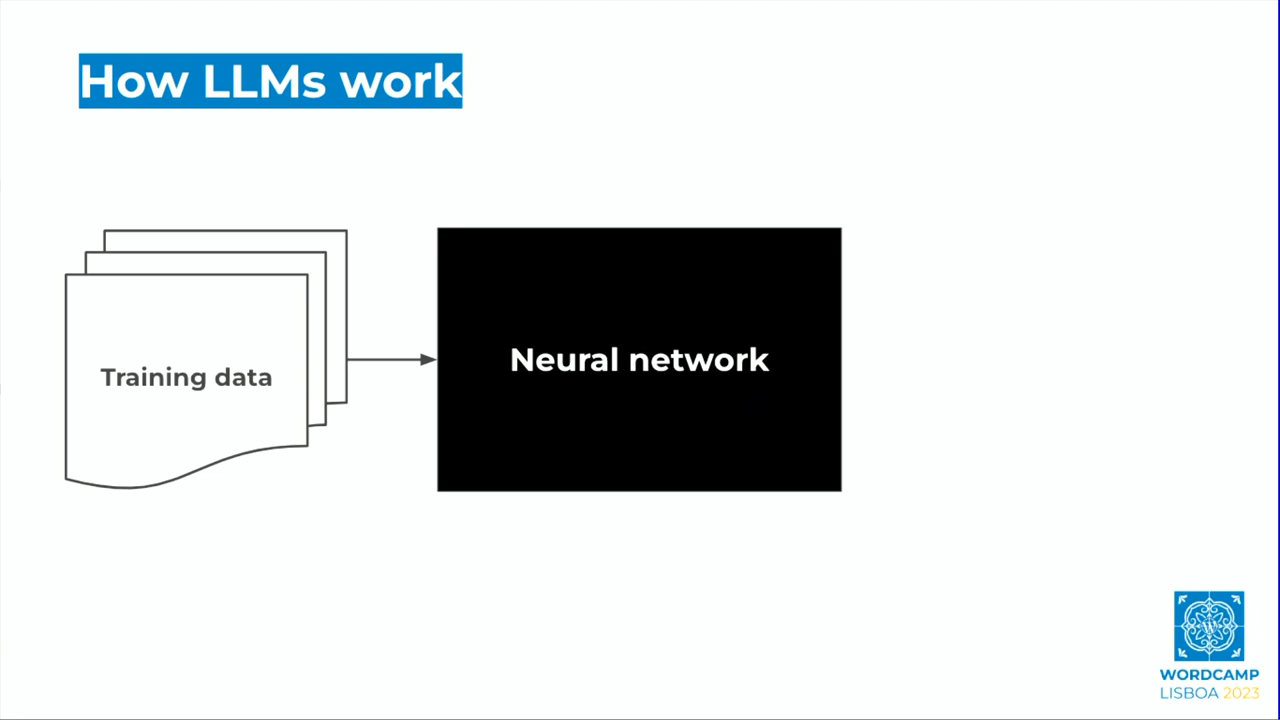 How LLMs work
Training data
Neural network
WORDCAMP
LISBOA 2023